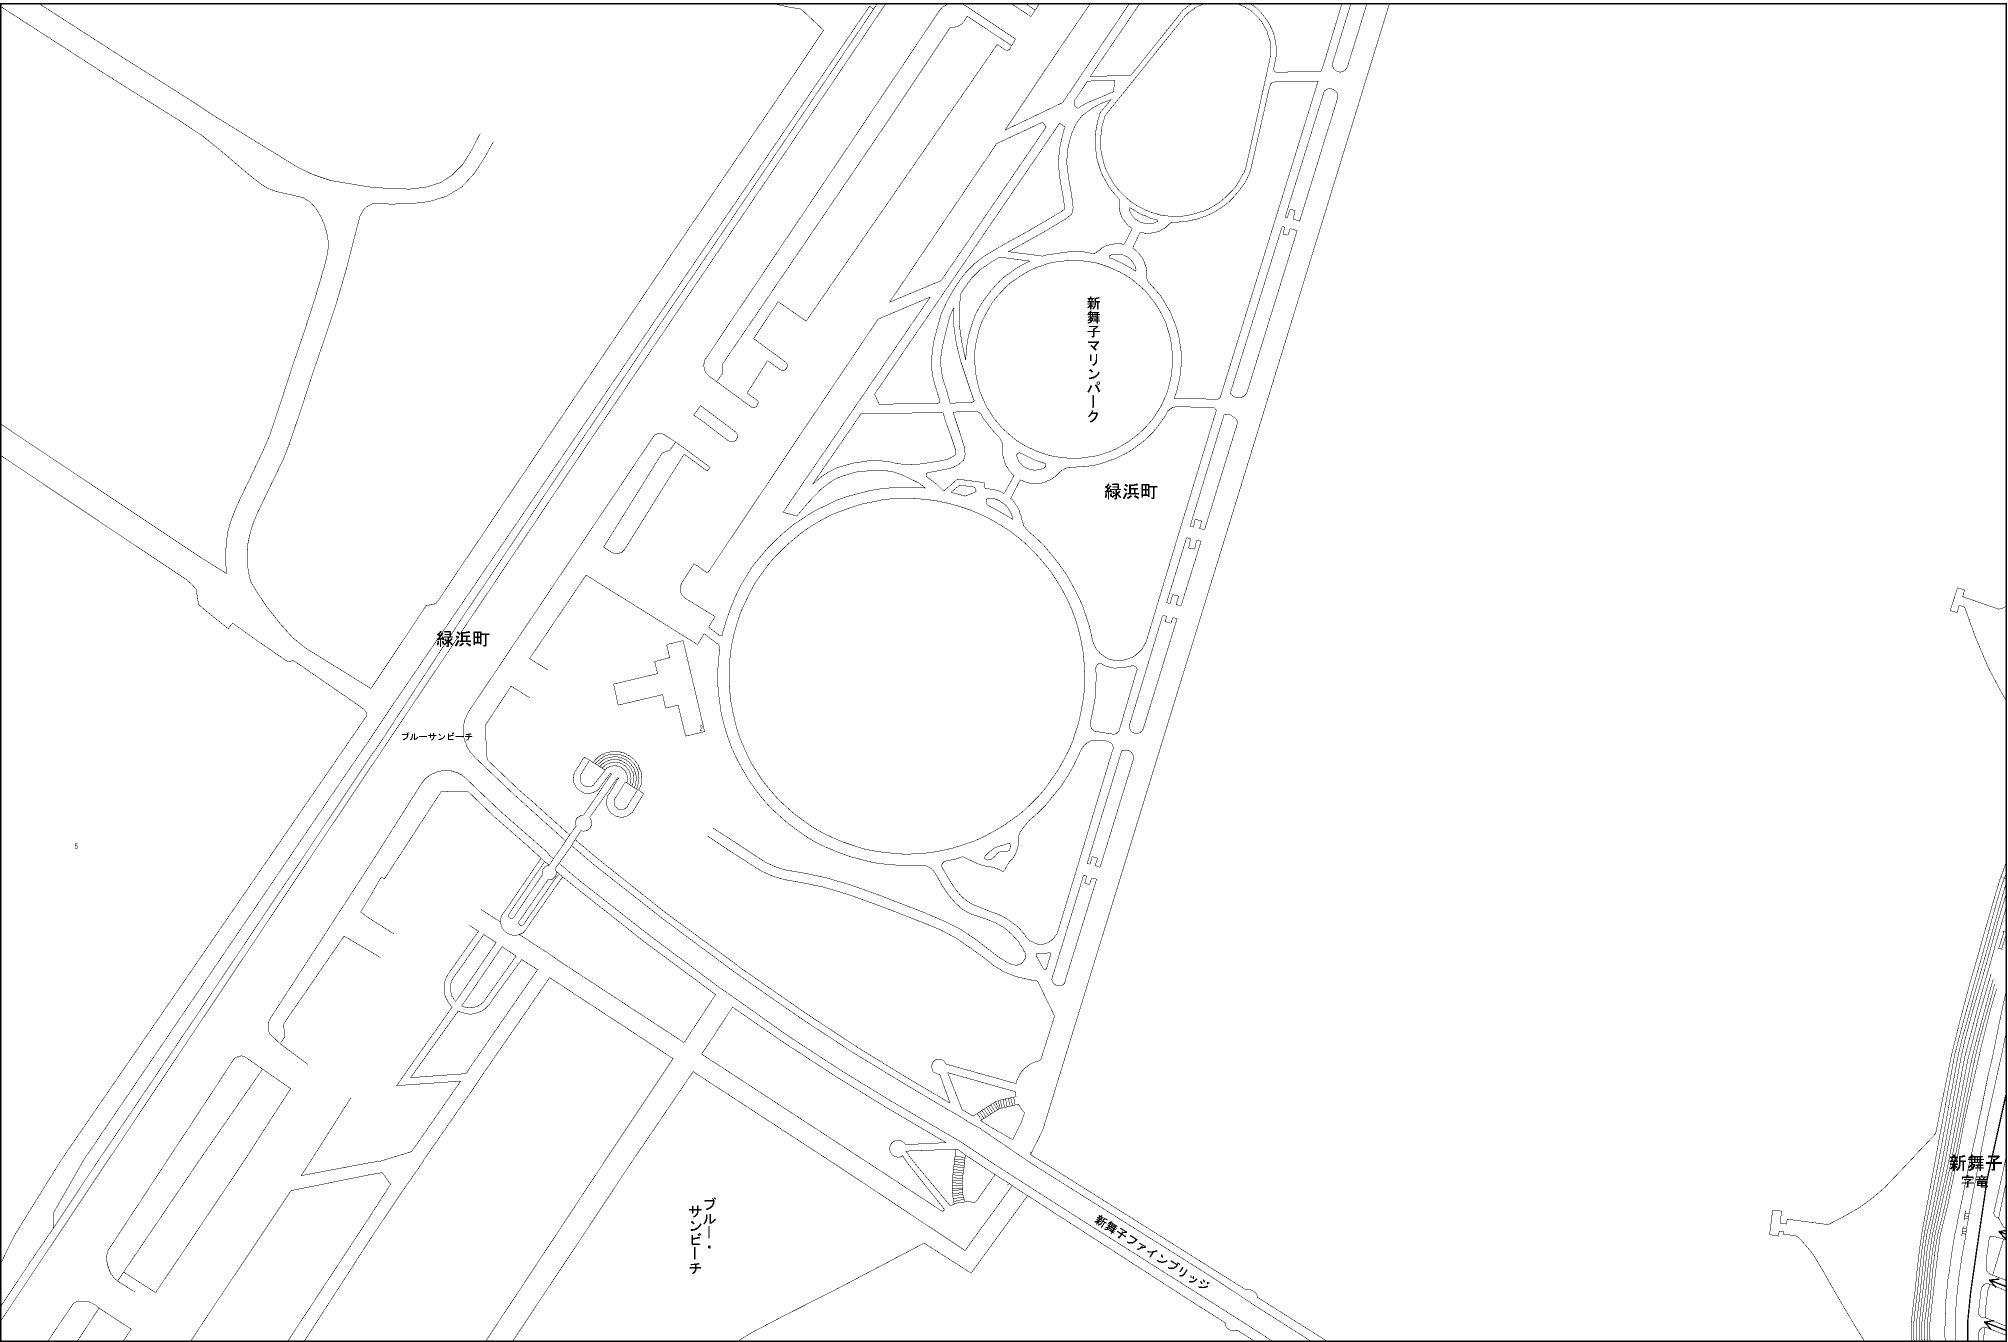 新舞子マリンパーク
緑浜町
緑浜町
ブルーサンビーチ
5
新舞子
字竜
ブルー・
サンビーチ
新舞子ファインブリッジ